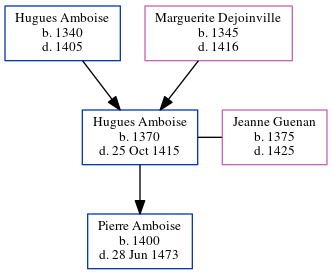 Hugues Amboise
b. 1340
d. 1405
Marguerite Dejoinville
b. 1345
d. 1416
Hugues Amboise
b. 1370
d. 25 Oct 1415
Jeanne Guenan
b. 1375
d. 1425
Pierre Amboise
b. 1400
d. 28 Jun 1473